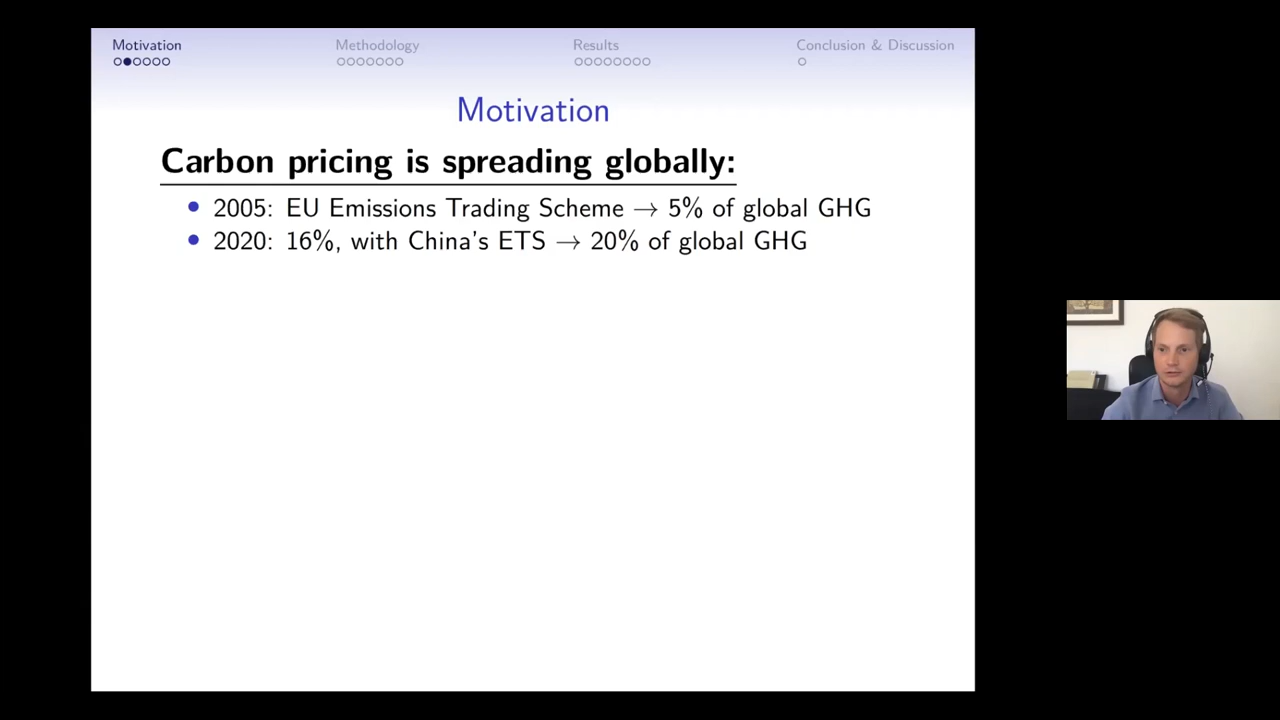 Motivation
Methodology
Results
Conclusion & Discussion
Motivation
Carbon pricing is spreading globally:
• 2005: EU Emissions Trading Scheme → 5% of global GHG
• 2020: 16%, with China's ETS → 20% of global GHG